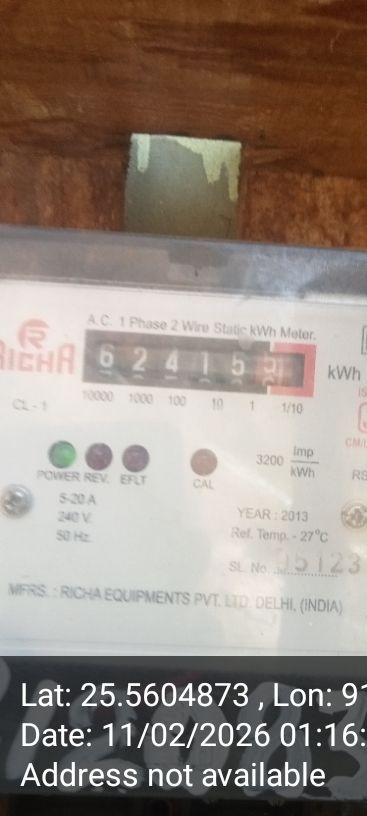 A.C. 1 Phase 2 Wire Static kWh Meter.
RICHA
6 2 4 1 5
kWh
10000 1000 100 10 1 1/10
CL - 1
POWER REV. EFLT
CAL
3200 Imp/kWh
5-20 A
240 V.
50 Hz.
YEAR : 2013
Ref. Temp. - 27°C
SL. No.
MFRS. : RICHA EQUIPMENTS PVT. LTD. DELHI, (INDIA)
Lat: 25.5604873 , Lon: 91
Date: 11/02/2026 01:16:
Address not available